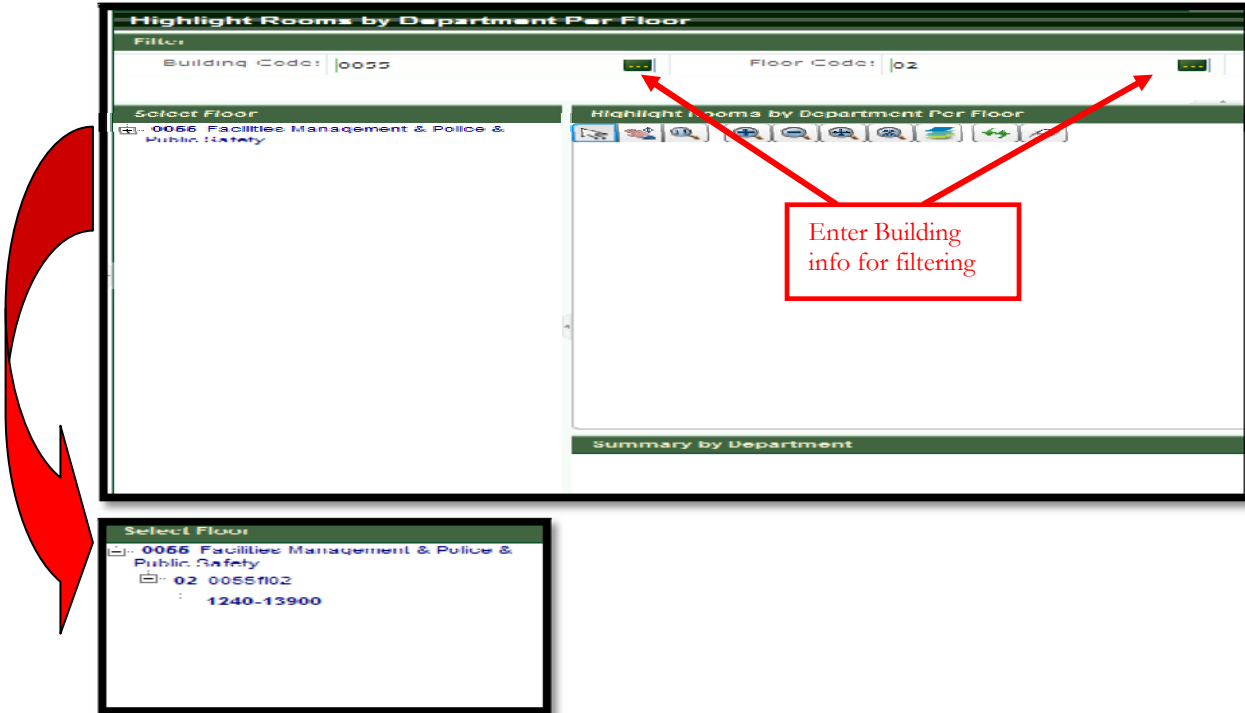 Highlight Rooms by Department Per Floor
Filter
Building Code: 0055 ... Floor Code: 02 ...
Select Floor
0055 Facilities Management & Police &
Public Safety
Highlight Rooms by Department Per Floor
Enter Building
info for filtering
Summary by Department
Select Floor
0055 Facilities Management & Police &
Public Safety
02 0055fl02
1240-13900